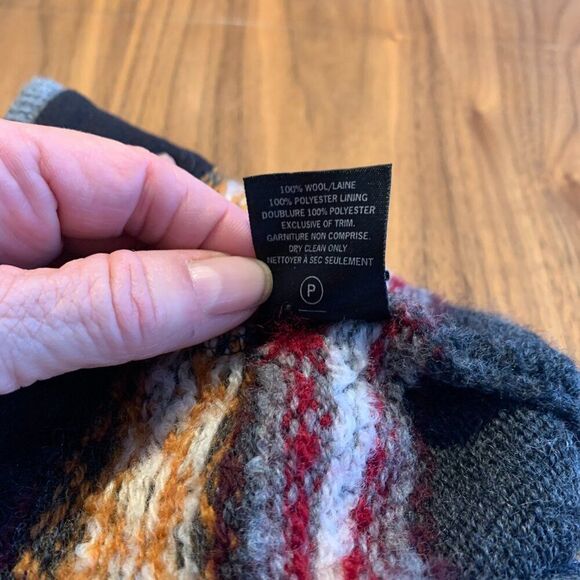 100% WOOL/LAINE
100% POLYESTER LINING
DOUBLURE 100% POLYESTER
EXCLUSIVE OF TRIM.
GARNITURE NON COMPRISE.
DRY CLEAN ONLY
NETTOYER À SEC SEULEMENT
P